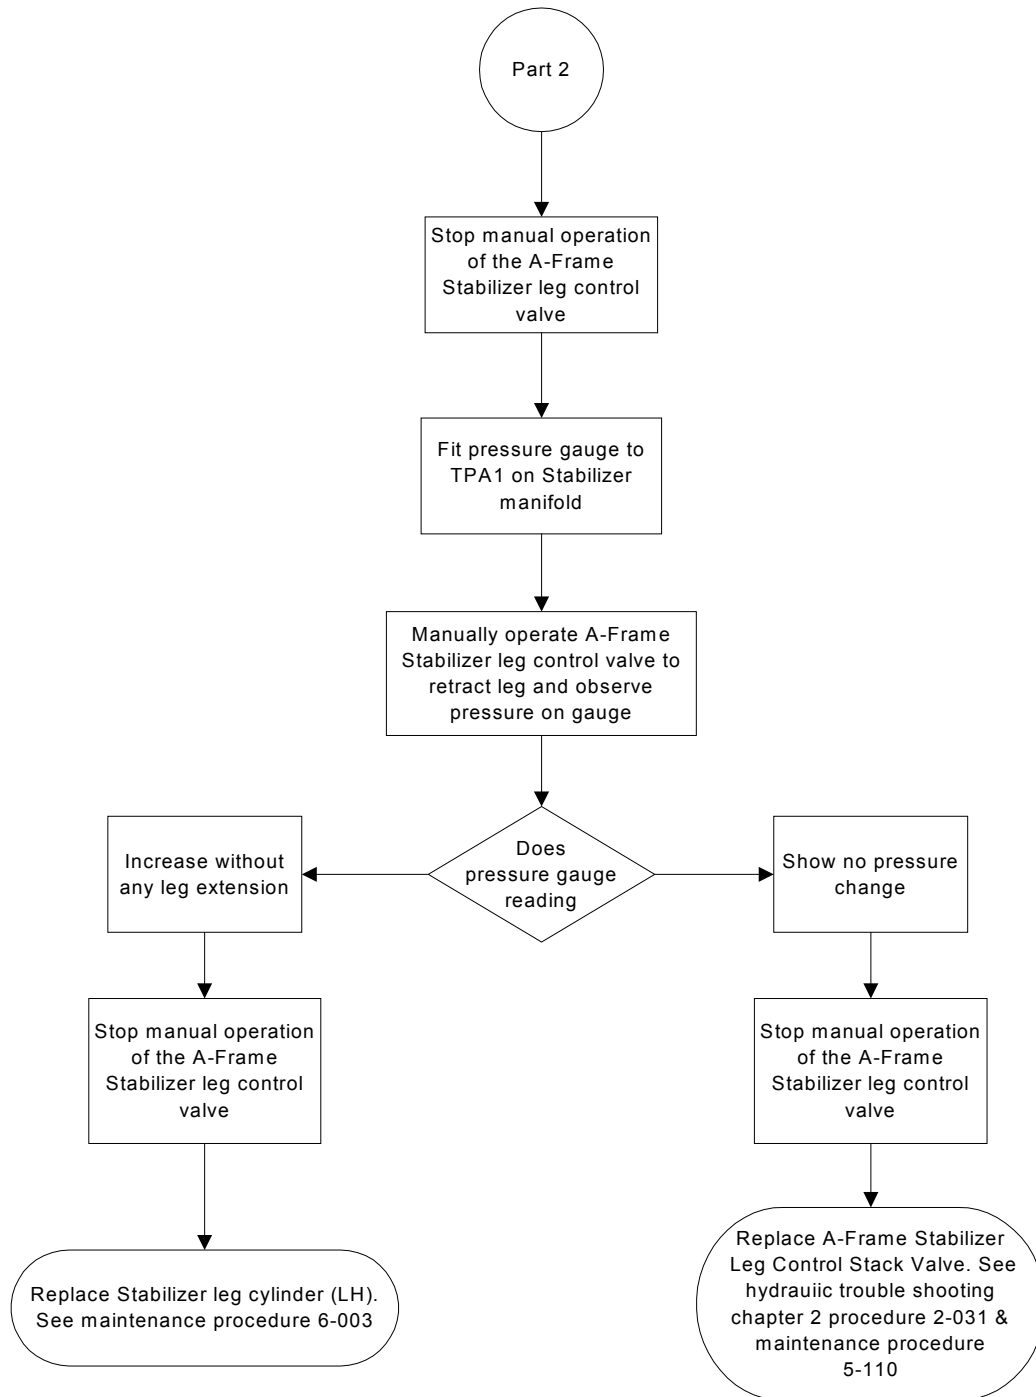 Part 2
Stop manual operation
of the A-Frame
Stabilizer leg control
valve
Fit pressure gauge to
TPA1 on Stabilizer
manifold
Manually operate A-Frame
Stabilizer leg control valve to
retract leg and observe
pressure on gauge
Does
pressure gauge
reading
Increase without
any leg extension
Show no pressure
change
Stop manual operation
of the A-Frame
Stabilizer leg control
valve
Stop manual operation
of the A-Frame
Stabilizer leg control
valve
Replace Stabilizer leg cylinder (LH).
See maintenance procedure 6-003
Replace A-Frame Stabilizer
Leg Control Stack Valve. See
hydrauiic trouble shooting
chapter 2 procedure 2-031 &
maintenance procedure
5-110